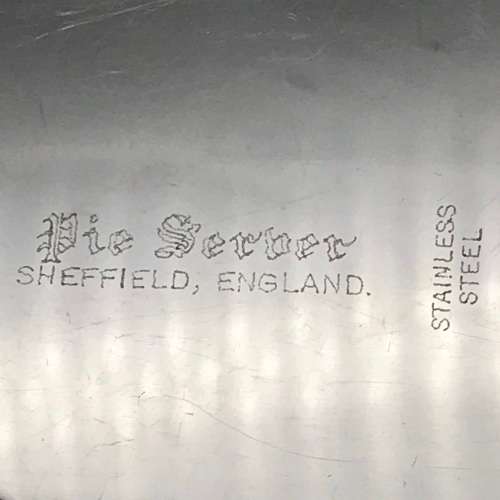 Pie Server
SHEFFIELD, ENGLAND.
STAINLESS
STEEL